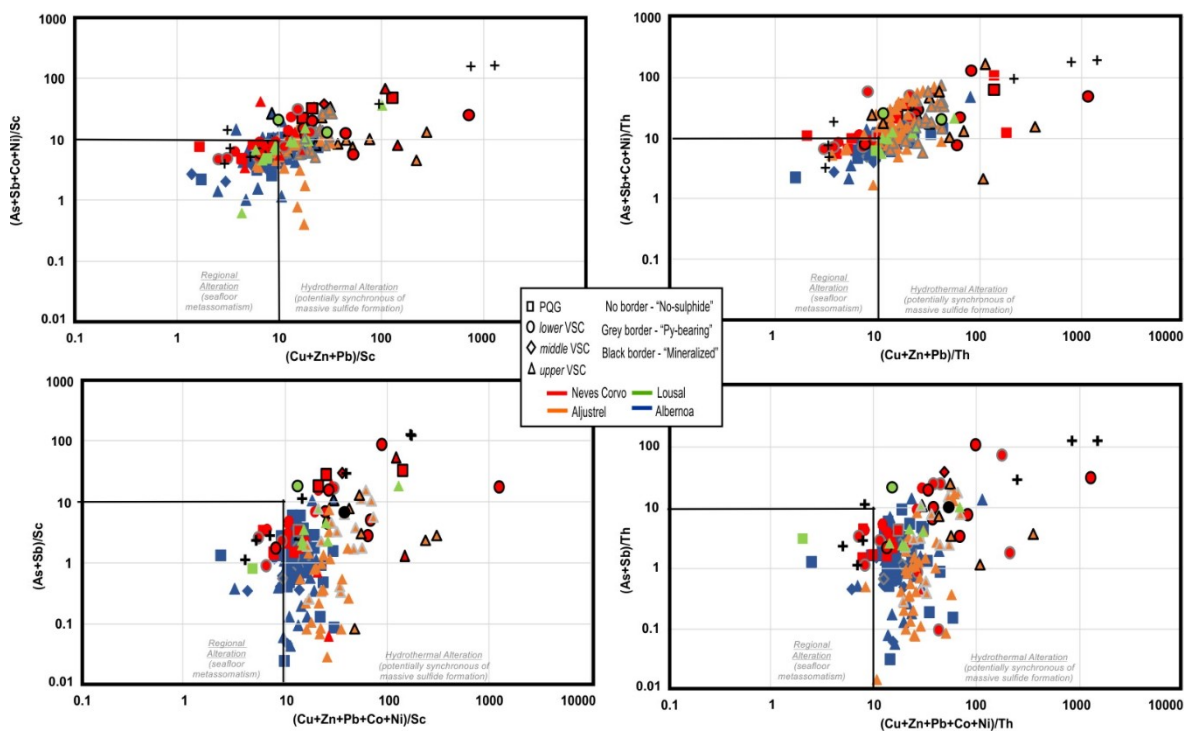 1000
100
10
1
0.1
0.01
(As+Sb+Co+Ni)/Sc
Regional
Alteration
(seafloor
metassomatism)
Hydrothermal Alteration
(potentially synchronous of
massive sulfide formation)
1
10
100
1000
(Cu+Zn+Pb)/Sc
1000
100
10
1
0.1
0.01
(As+Sb+Co+Ni)/Th
Regional
Alteration
(seafloor
metassomatism)
Hydrothermal Alteration
(potentially synchronous of
massive sulfide formation)
1
10
100
1000
10000
(Cu+Zn+Pb)/Th
PQG
lower VSC
middle VSC
upper VSC
No border - “No-sulphide”
Grey border - “Py-bearing”
Black border - “Mineralized”
Neves Corvo
Lousal
Aljustrel
Albernoa
1000
100
10
1
0.1
0.01
(As+Sb)/Sc
Regional
Alteration
(seafloor
metassomatism)
Hydrothermal Alteration
(potentially synchronous of
massive sulfide formation)
0.1
1
10
100
1000
10000
(Cu+Zn+Pb+Co+Ni)/Sc
1000
100
10
1
0.1
0.01
(As+Sb)/Th
Regional
Alteration
(seafloor
metassomatism)
Hydrothermal Alteration
(potentially synchronous of
massive sulfide formation)
0.1
1
10
100
1000
10000
(Cu+Zn+Pb+Co+Ni)/Th